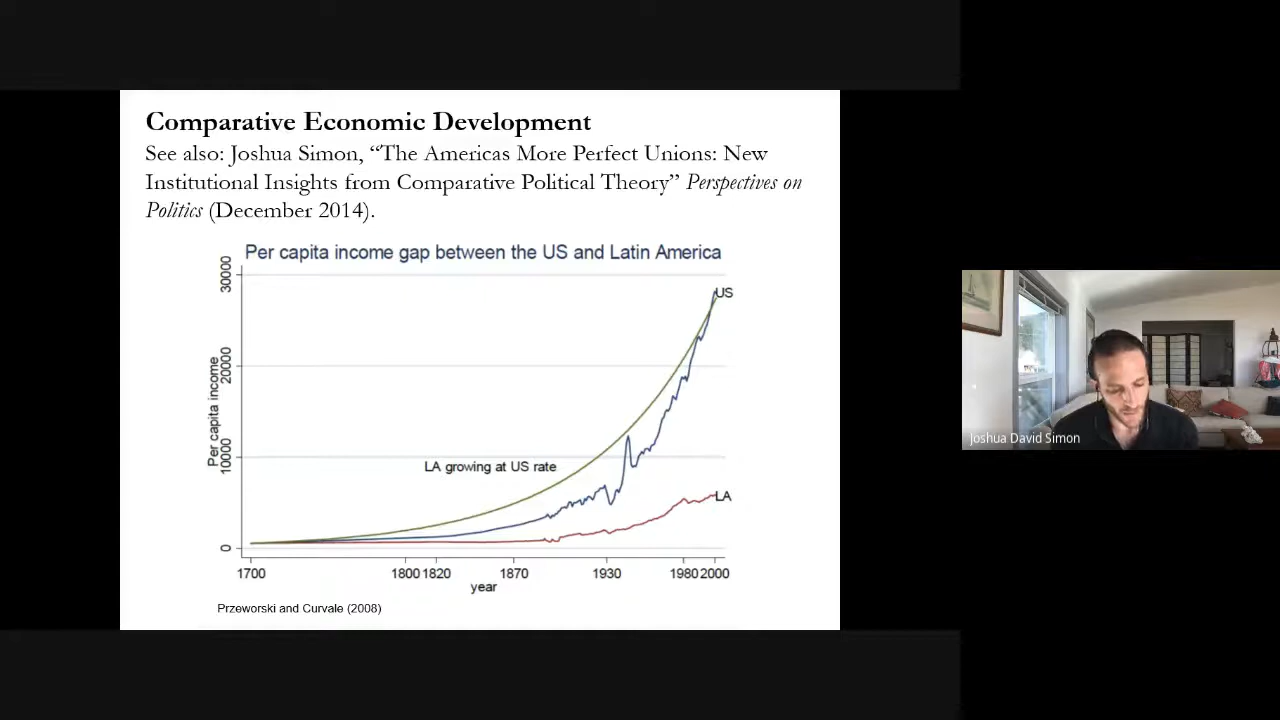 Comparative Economic Development
See also: Joshua Simon, “The Americas More Perfect Unions: New
Institutional Insights from Comparative Political Theory” Perspectives on
Politics (December 2014).
Per capita income gap between the US and Latin America
30000
20000
10000
0
Per capita income
US
LA growing at US rate
LA
1700
1800
1820
1870
1930
1980
2000
year
Przeworski and Curvale (2008)
Joshua David Simon